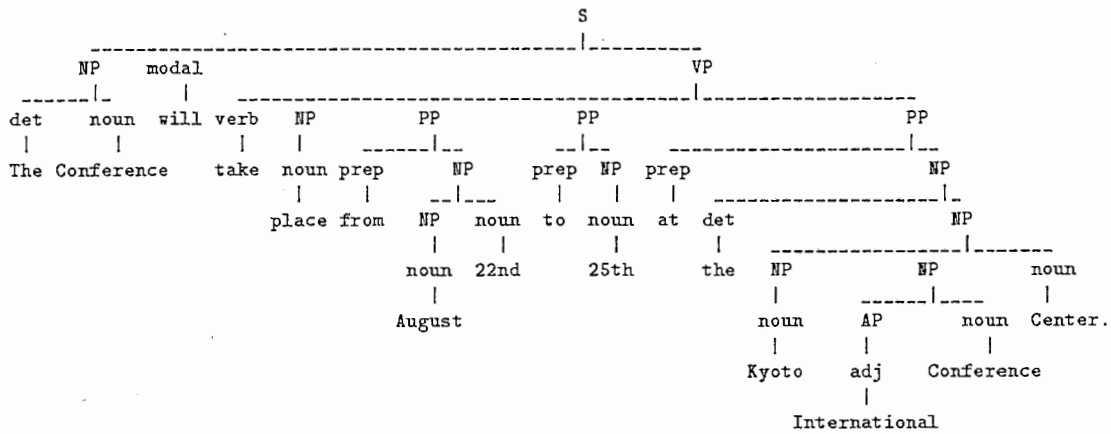 S
NP modal VP
det noun will verb NP PP PP PP
The Conference take noun prep NP prep NP prep NP
place from NP noun to noun at det NP
noun 22nd 25th the NP NP noun
August noun AP noun Center.
Kyoto adj Conference
International